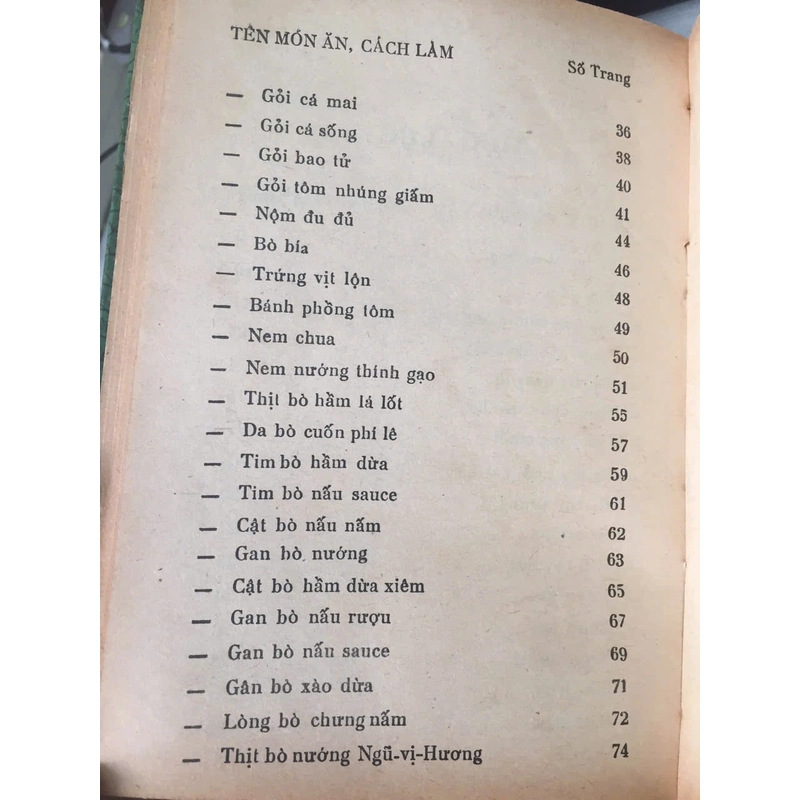 TÊN MÓN ĂN, CÁCH LÀM Số Trang
— Gỏi cá mai 36
— Gỏi cá sống 38
— Gỏi bao tử 40
— Gỏi tôm nhúng giấm 41
— Nộm đu đủ 44
— Bò bía 46
— Trứng vịt lộn 48
— Bánh phồng tôm 49
— Nem chua 50
— Nem nướng thính gạo 51
— Thịt bò hầm lá lốt 55
— Da bò cuốn phí lê 57
— Tim bò hầm dừa 59
— Tim bò nấu sauce 61
— Cật bò nấu nấm 62
— Gan bò nướng 63
— Cật bò hầm dừa xiêm 65
— Gan bò nấu rượu 67
— Gan bò nấu sauce 69
— Gân bò xào dừa 71
— Lòng bò chưng nấm 72
— Thịt bò nướng Ngũ-vị-Hương 74